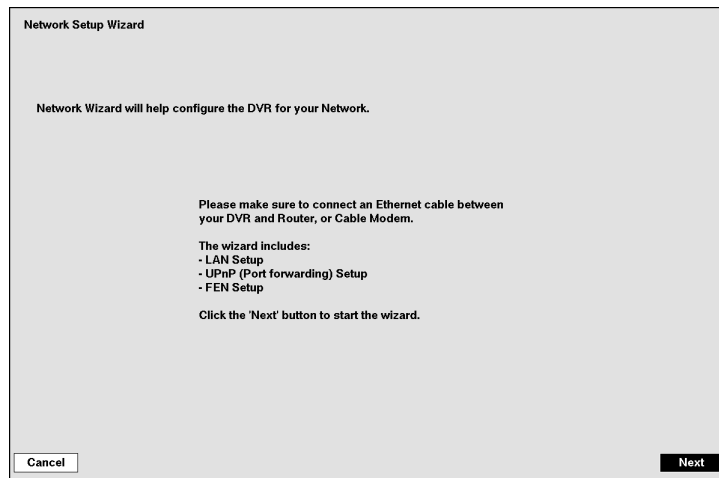 Network Setup Wizard
Network Wizard will help configure the DVR for your Network.
Please make sure to connect an Ethernet cable between
your DVR and Router, or Cable Modem.
The wizard includes:
- LAN Setup
- UPnP (Port forwarding) Setup
- FEN Setup
Click the 'Next' button to start the wizard.
Cancel
Next